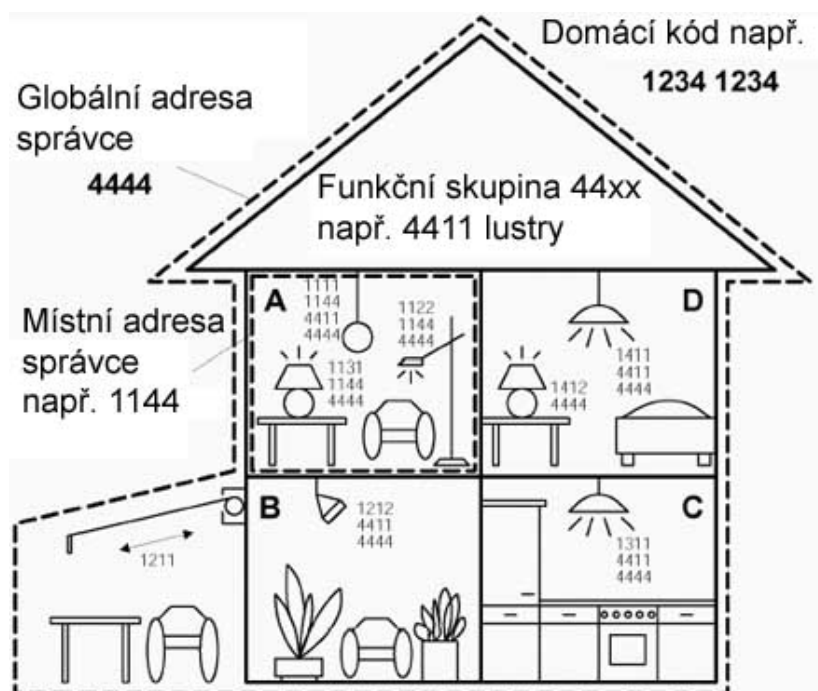 Domácí kód např.
1234 1234
Globální adresa
správce
4444
Funkční skupina 44xx
např. 4411 lustry
Místní adresa
správce
např. 1144
A
1111
1144
4411
4444
1122
1144
4444
1131
1144
4444
D
1411
4411
4444
1412
4444
B
1212
4411
4444
1211
C
1311
4411
4444